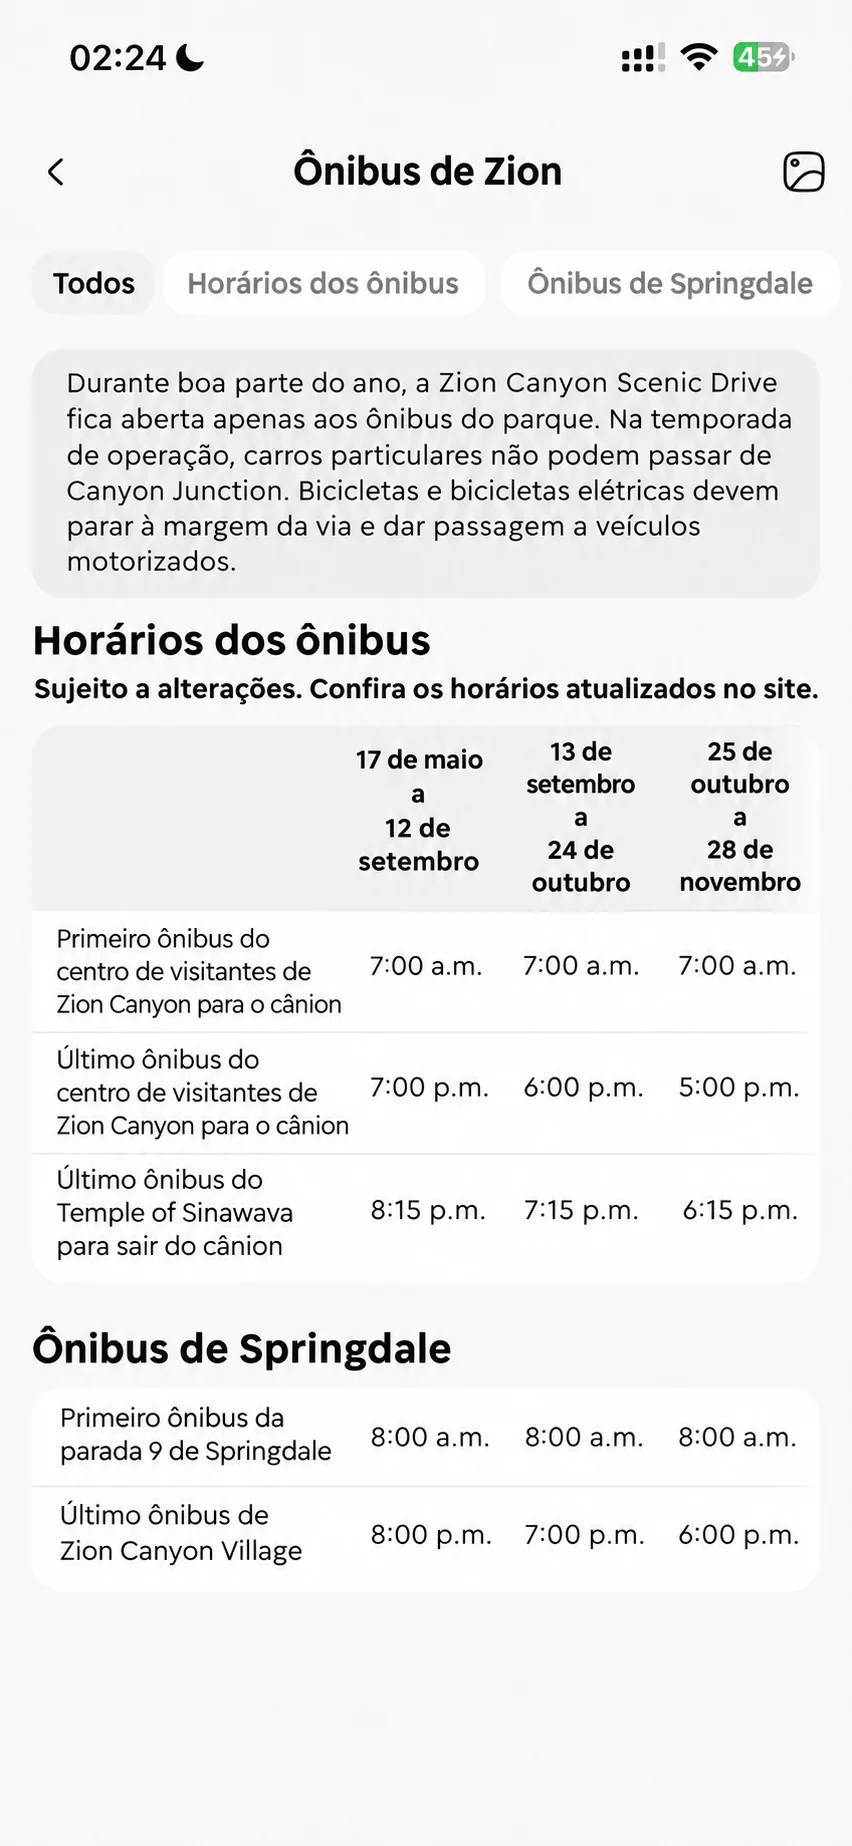 02:24
45
Ônibus de Zion
Todos
Horários dos ônibus
Ônibus de Springdale
Durante boa parte do ano, a Zion Canyon Scenic Drive
fica aberta apenas aos ônibus do parque. Na temporada
de operação, carros particulares não podem passar de
Canyon Junction. Bicicletas e bicicletas elétricas devem
parar à margem da via e dar passagem a veículos
motorizados.
Horários dos ônibus
Sujeito a alterações. Confira os horários atualizados no site.
17 de maio
a
12 de
setembro
13 de
setembro
a
24 de
outubro
25 de
outubro
a
28 de
novembro
Primeiro ônibus do
centro de visitantes de
Zion Canyon para o cânion
7:00 a.m.
7:00 a.m.
7:00 a.m.
Último ônibus do
centro de visitantes de
Zion Canyon para o cânion
7:00 p.m.
6:00 p.m.
5:00 p.m.
Último ônibus do
Temple of Sinawava
para sair do cânion
8:15 p.m.
7:15 p.m.
6:15 p.m.
Ônibus de Springdale
Primeiro ônibus da
parada 9 de Springdale
8:00 a.m.
8:00 a.m.
8:00 a.m.
Último ônibus de
Zion Canyon Village
8:00 p.m.
7:00 p.m.
6:00 p.m.